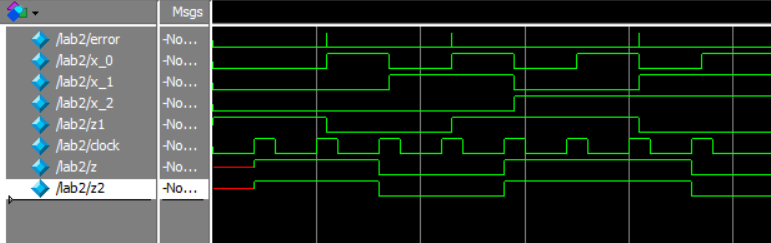 Msgs
/lab2/error -No...
/lab2/x_0 -No...
/lab2/x_1 -No...
/lab2/x_2 -No...
/lab2/z1 -No...
/lab2/clock -No...
/lab2/z -No...
/lab2/z2 -No...